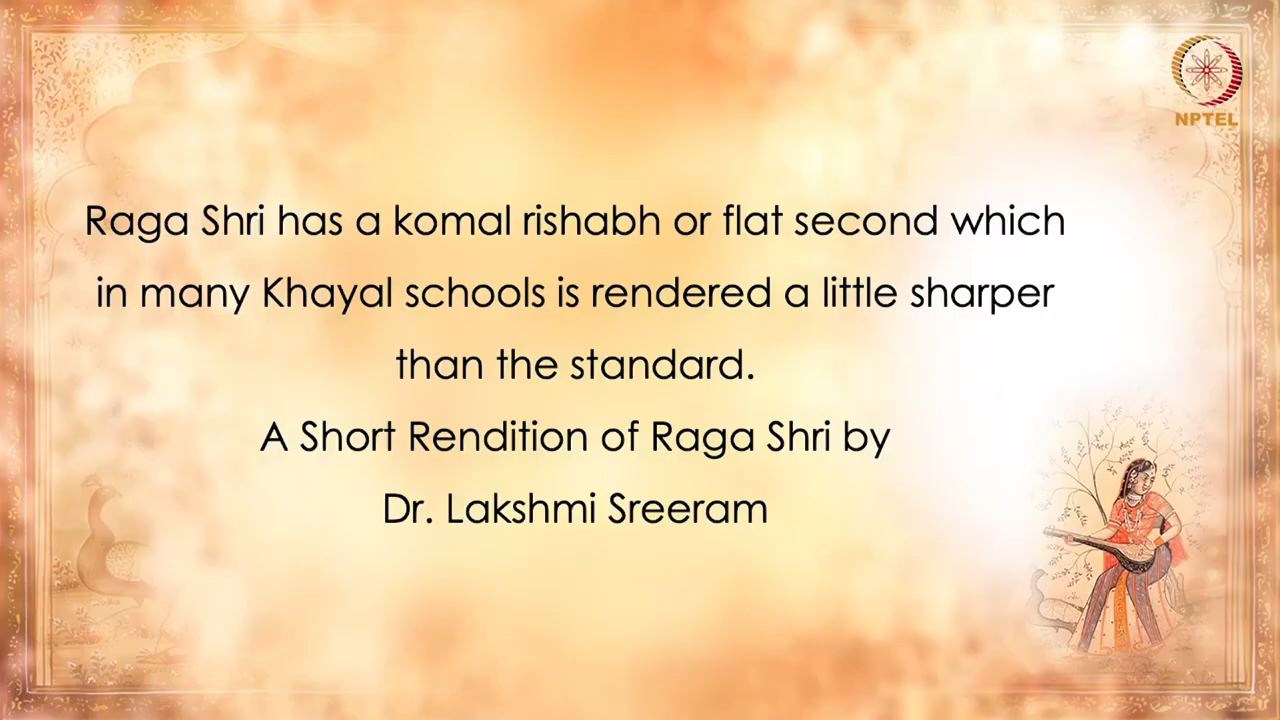 NPTEL
Raga Shri has a komal rishabh or flat second which
in many Khayal schools is rendered a little sharper
than the standard.
A Short Rendition of Raga Shri by
Dr. Lakshmi Sreeram